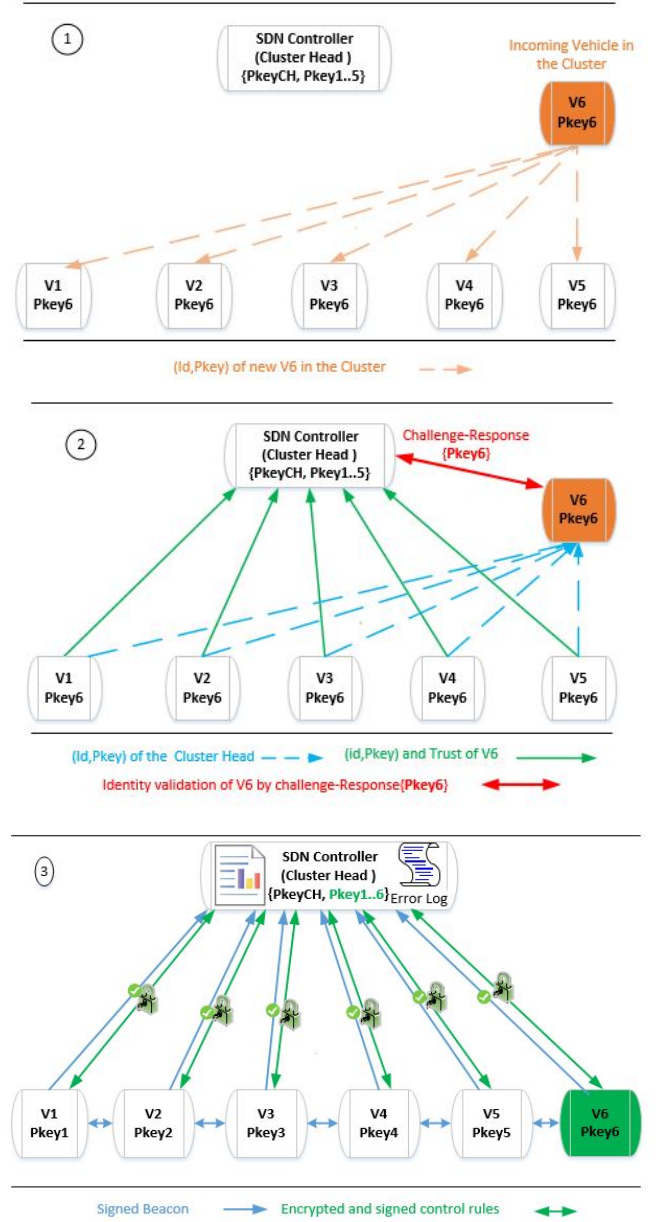 1
SDN Controller
(Cluster Head )
{PkeyCH, Pkey1..5}
Incoming Vehicle in
the Cluster
V6
Pkey6
V1
Pkey6
V2
Pkey6
V3
Pkey6
V4
Pkey6
V5
Pkey6
(Id,Pkey) of new V6 in the Cluster
2
SDN Controller
(Cluster Head )
{PkeyCH, Pkey1..5}
Challenge-Response
{Pkey6}
V6
Pkey6
V1
Pkey6
V2
Pkey6
V3
Pkey6
V4
Pkey6
V5
Pkey6
(Id,Pkey) of the Cluster Head
(id,Pkey) and Trust of V6
Identity validation of V6 by challenge-Response{Pkey6}
3
SDN Controller
(Cluster Head )
{PkeyCH, Pkey1..6}
Error Log
V1
Pkey1
V2
Pkey2
V3
Pkey3
V4
Pkey4
V5
Pkey5
V6
Pkey6
Signed Beacon
Encrypted and signed control rules